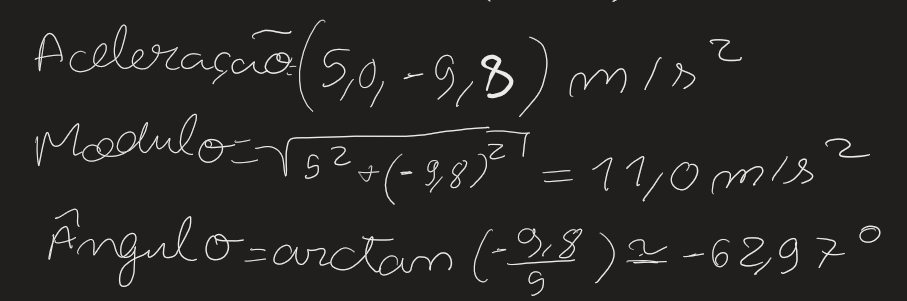 Aceleração=(5,0, -9,8) m/s²
Modulo=√5²+(-9,8)² = 11,0 m/s²
Ângulo=arctan (-9,8/5) ≃ -62,97°